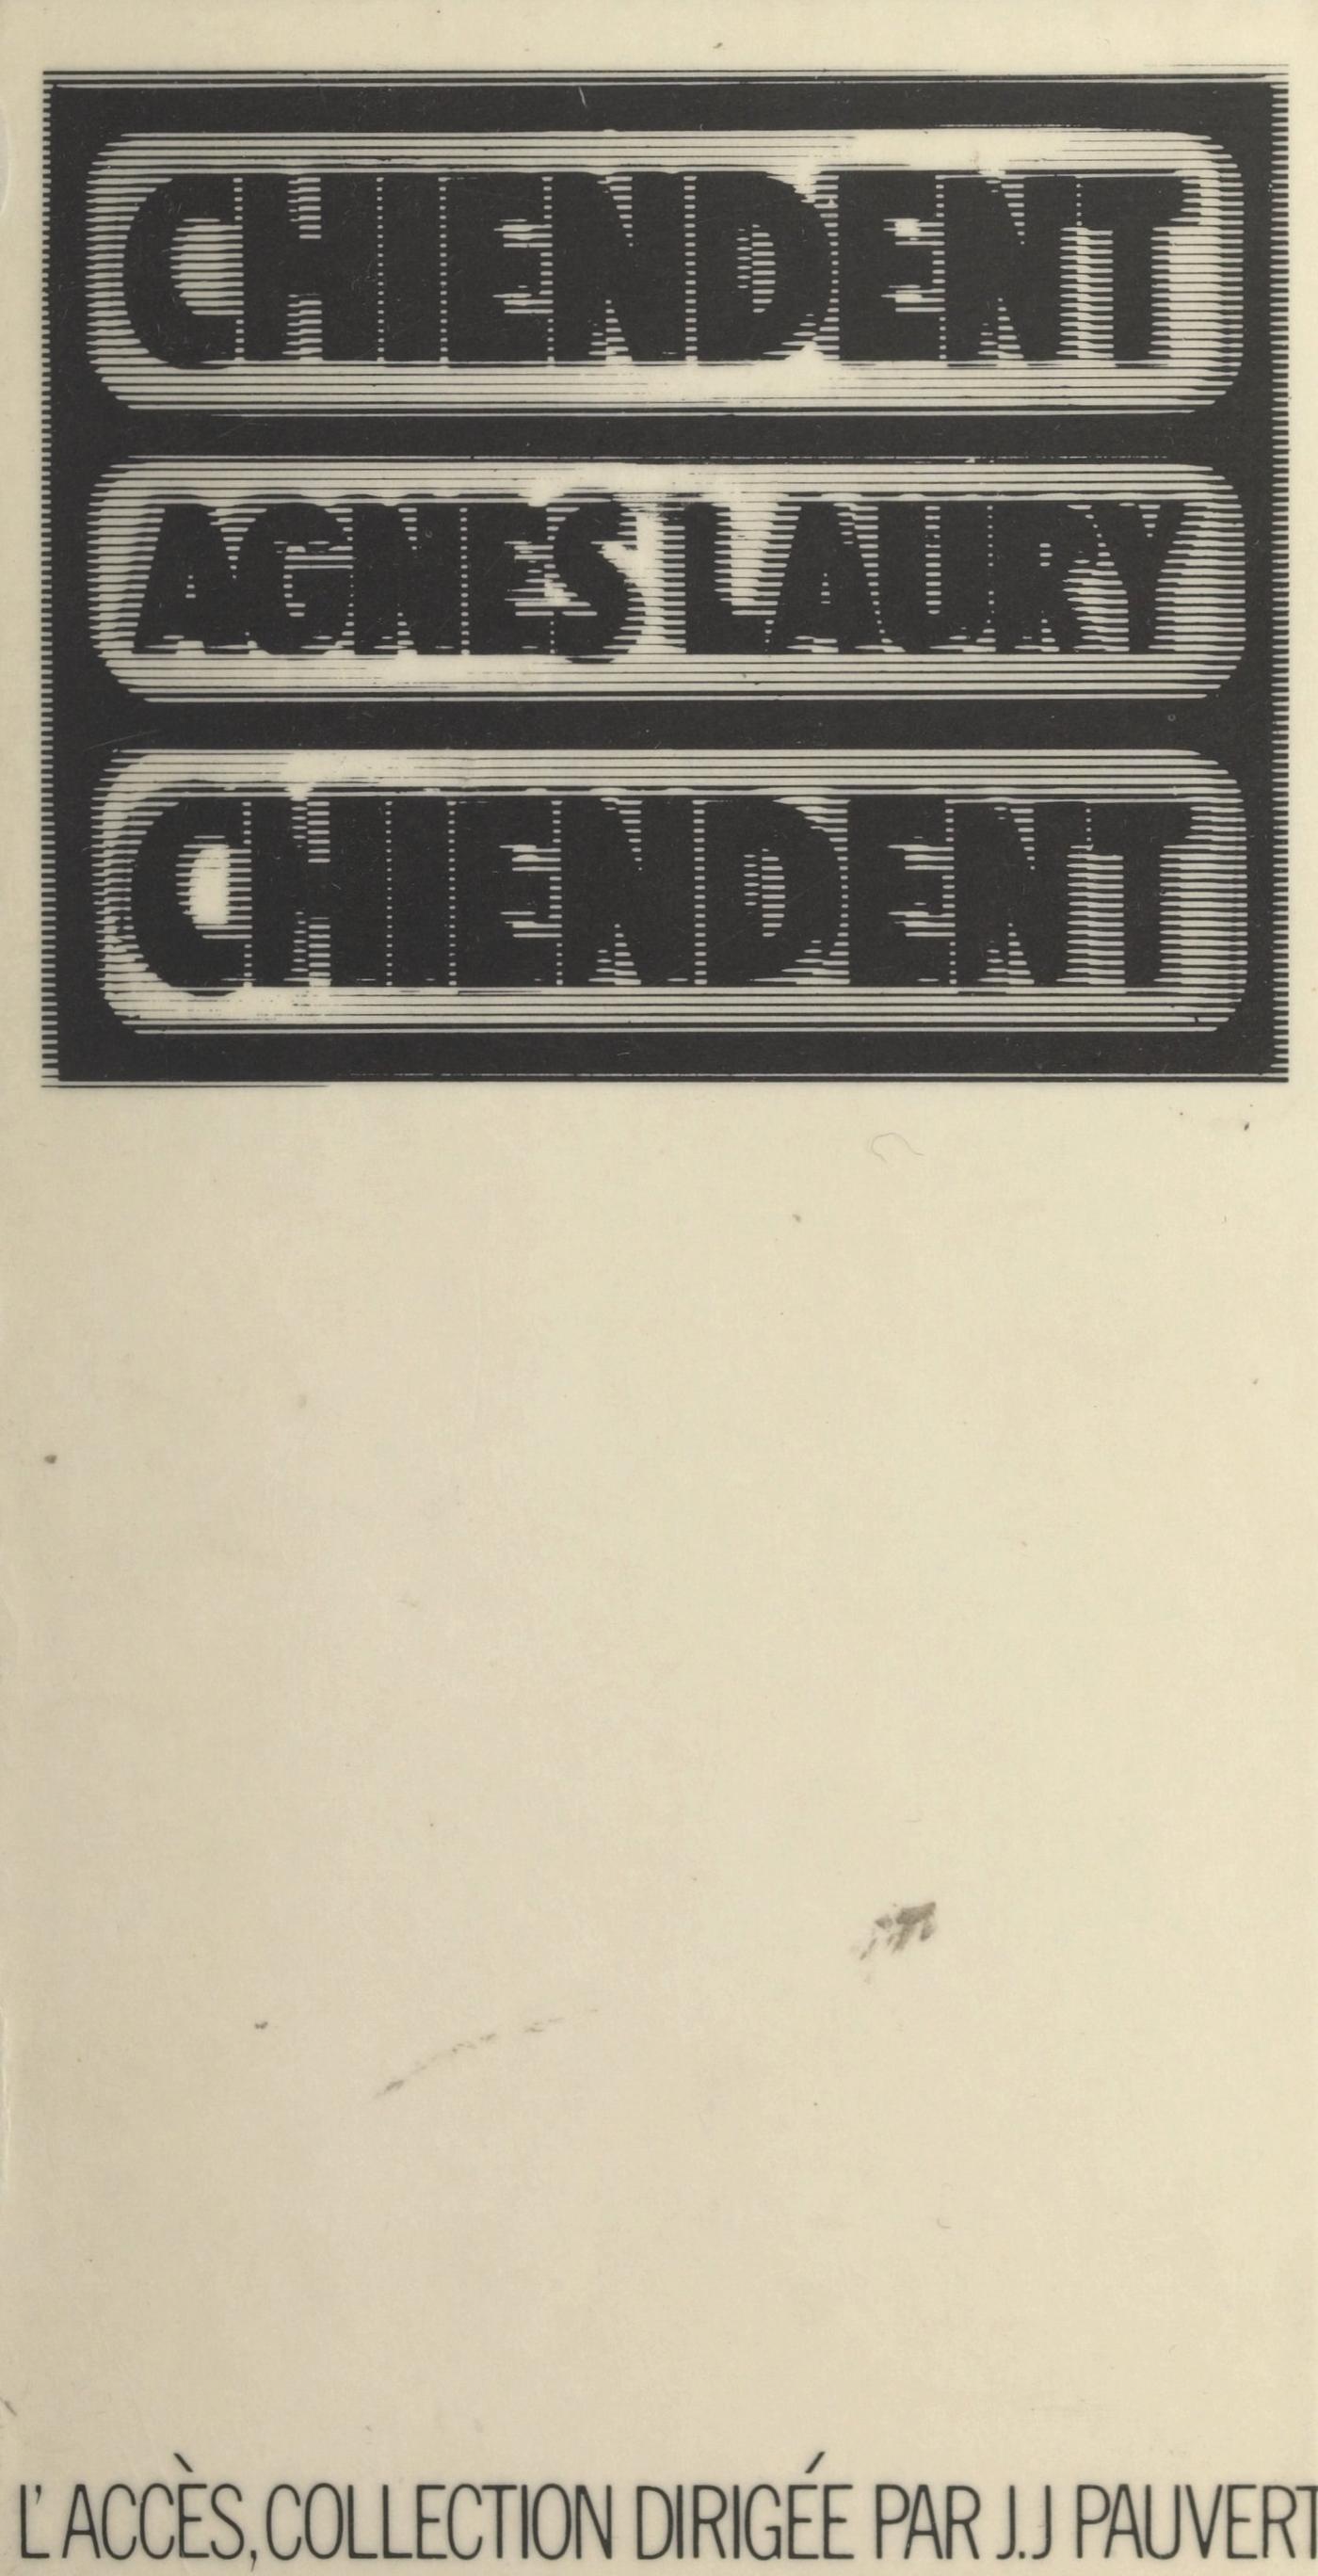 CHIENDENT
AGNES LAURY
CHIENDENT
L'ACCÈS, COLLECTION DIRIGÉE PAR J.J PAUVERT